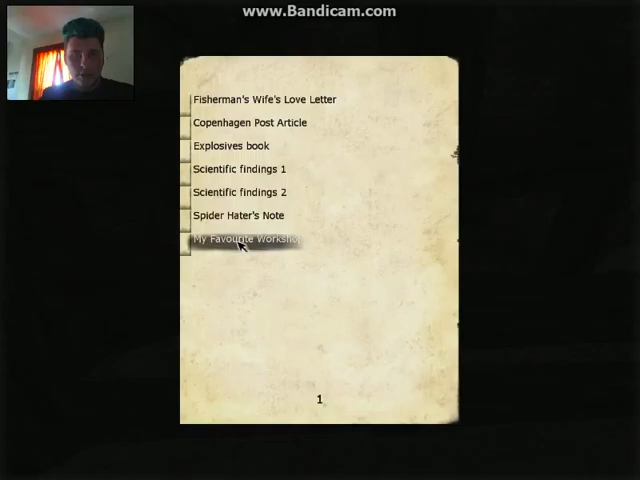 www.Bandicam.com
Fisherman's Wife's Love Letter
Copenhagen Post Article
Explosives book
Scientific findings 1
Scientific findings 2
Spider Hater's Note
My Favourite Workshop
1